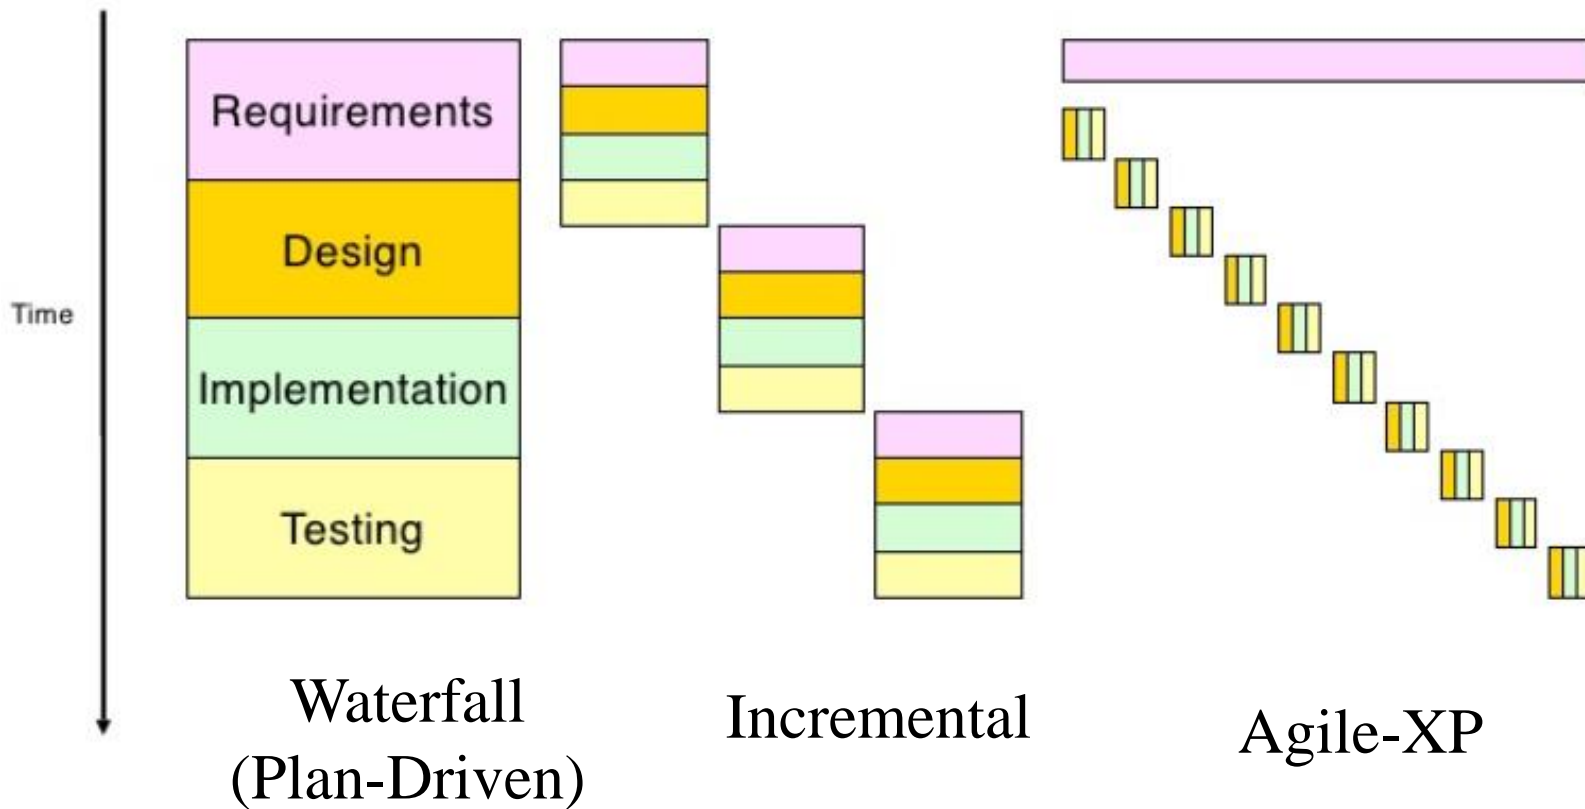 Requirements
Design
Time
Implementation
Testing
Waterfall
(Plan-Driven)
Incremental
Agile-XP